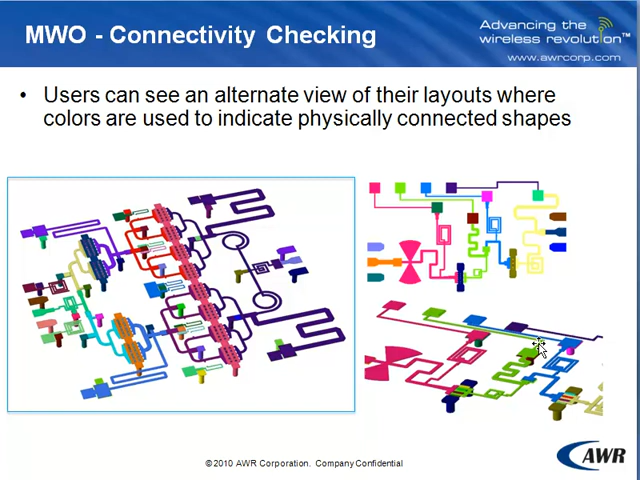 MWO - Connectivity Checking
Advancing the
wireless revolution™
www.awrcorp.com
• Users can see an alternate view of their layouts where
colors are used to indicate physically connected shapes
©2010 AWR Corporation. Company Confidential
AWR